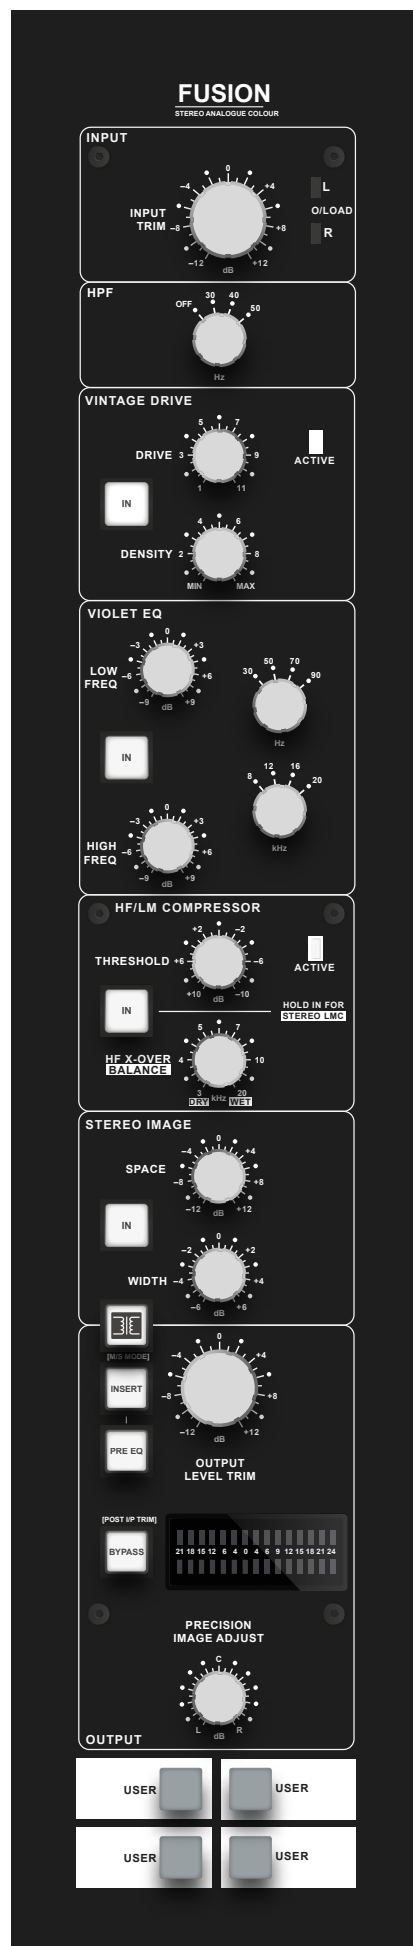 FUSION
STEREO ANALOGUE COLOUR
INPUT
0
–4 +4
INPUT
TRIM
–8 +8
–12 +12
dB
L
O/LOAD
R
HPF
OFF 30 40 50
Hz
VINTAGE DRIVE
5 7
DRIVE 3 9
1 11
ACTIVE
IN
4 6
DENSITY 2 8
MIN MAX
VIOLET EQ
0
–3 +3
LOW
FREQ
–6 +6
–9 +9
dB
30 50 70 90
Hz
IN
8 12 16 20
kHz
0
–3 +3
HIGH
FREQ
–6 +6
–9 +9
dB
HF/LM COMPRESSOR
+2 –2
THRESHOLD +6 –6
+10 –10
dB
ACTIVE
IN
HOLD IN FOR
STEREO LMC
5 7
HF X-OVER 4 10
BALANCE
3 kHz 20
DRY WET
STEREO IMAGE
0
–4 +4
SPACE
–8 +8
–12 +12
dB
IN
0
–2 +2
WIDTH –4 +4
–6 +6
dB
[M/S MODE]
INSERT
PRE EQ
0
–4 +4
–8 +8
–12 +12
dB
OUTPUT
LEVEL TRIM
[POST I/P TRIM]
BYPASS
21 18 15 12 6 4 0 4 6 9 12 15 18 21 24
PRECISION
IMAGE ADJUST
C
L R
dB
OUTPUT
USER USER
USER USER